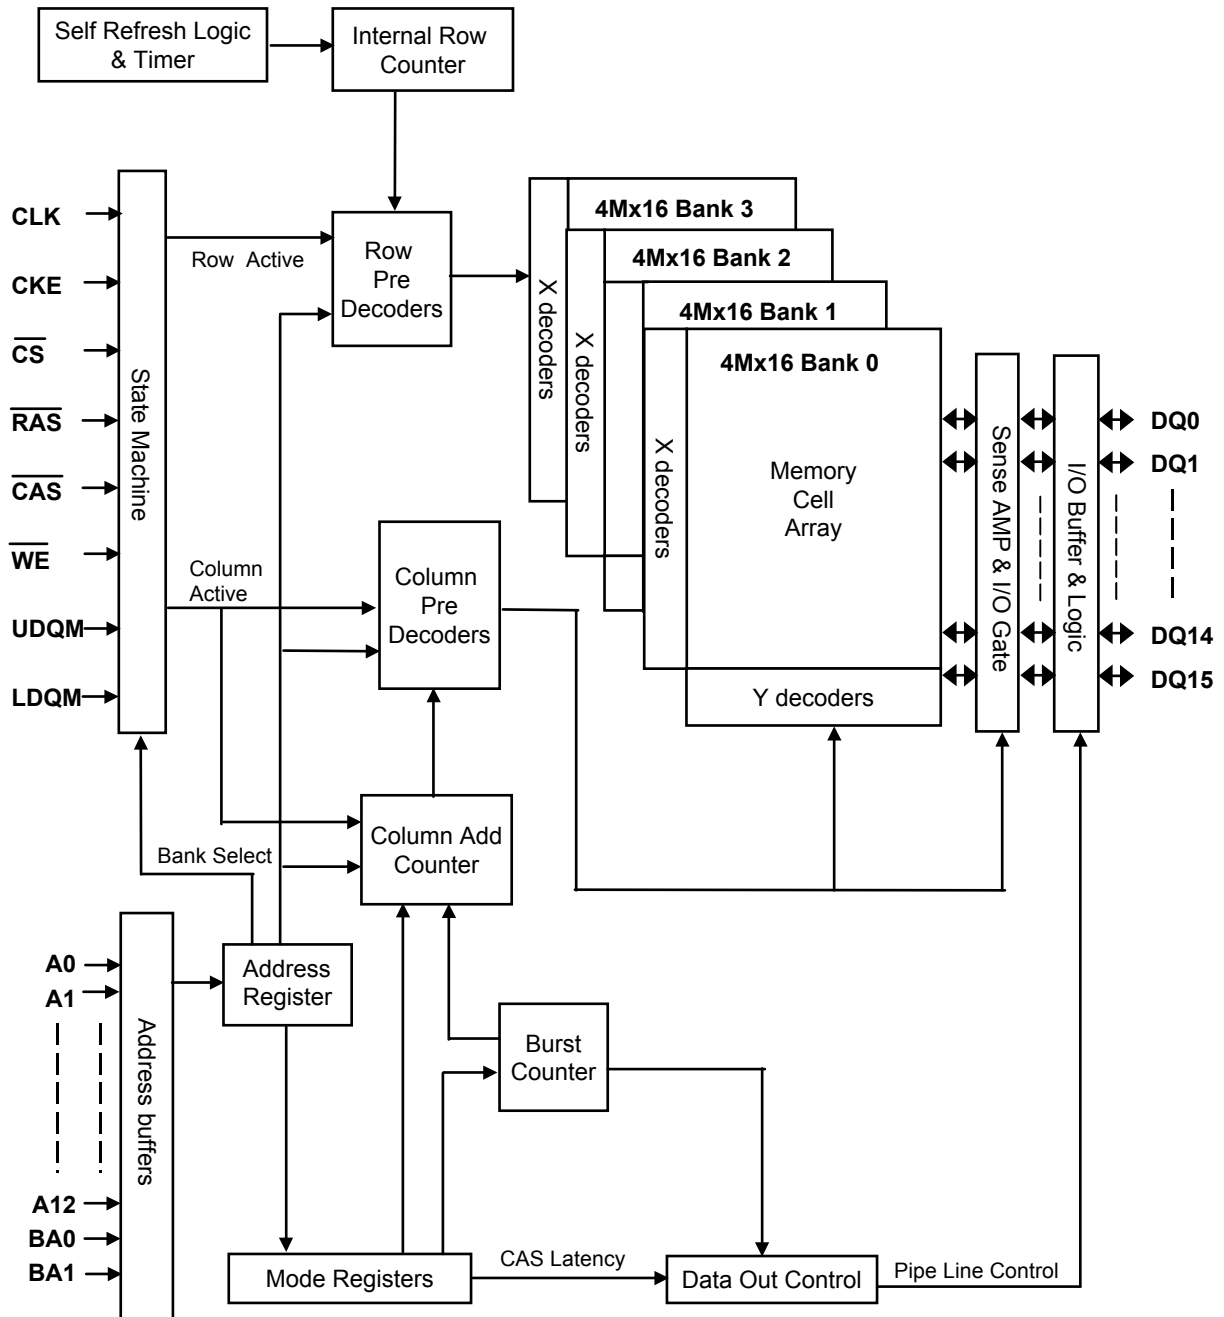 Self Refresh Logic
& Timer
Internal Row
Counter
CLK
CKE
CS
RAS
CAS
WE
UDQM
LDQM
State Machine
Row Active
Row
Pre
Decoders
Column
Active
Column
Pre
Decoders
X decoders
4Mx16 Bank 3
X decoders
4Mx16 Bank 2
4Mx16 Bank 1
X decoders
4Mx16 Bank 0
Memory
Cell
Array
Y decoders
Sense AMP & I/O Gate
I/O Buffer & Logic
DQ0
DQ1
DQ14
DQ15
Bank Select
Column Add
Counter
A0
A1
A12
BA0
BA1
Address buffers
Address
Register
Burst
Counter
Mode Registers
CAS Latency
Data Out Control
Pipe Line Control